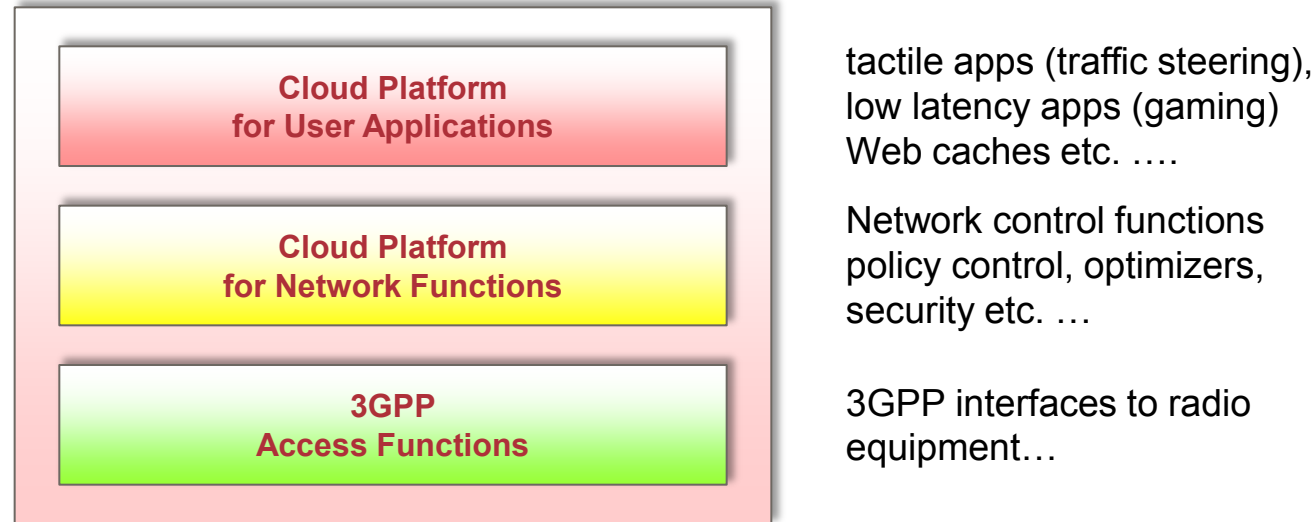 Cloud Platform
for User Applications
tactile apps (traffic steering),
low latency apps (gaming)
Web caches etc. ….
Cloud Platform
for Network Functions
Network control functions
policy control, optimizers,
security etc. …
3GPP
Access Functions
3GPP interfaces to radio
equipment…